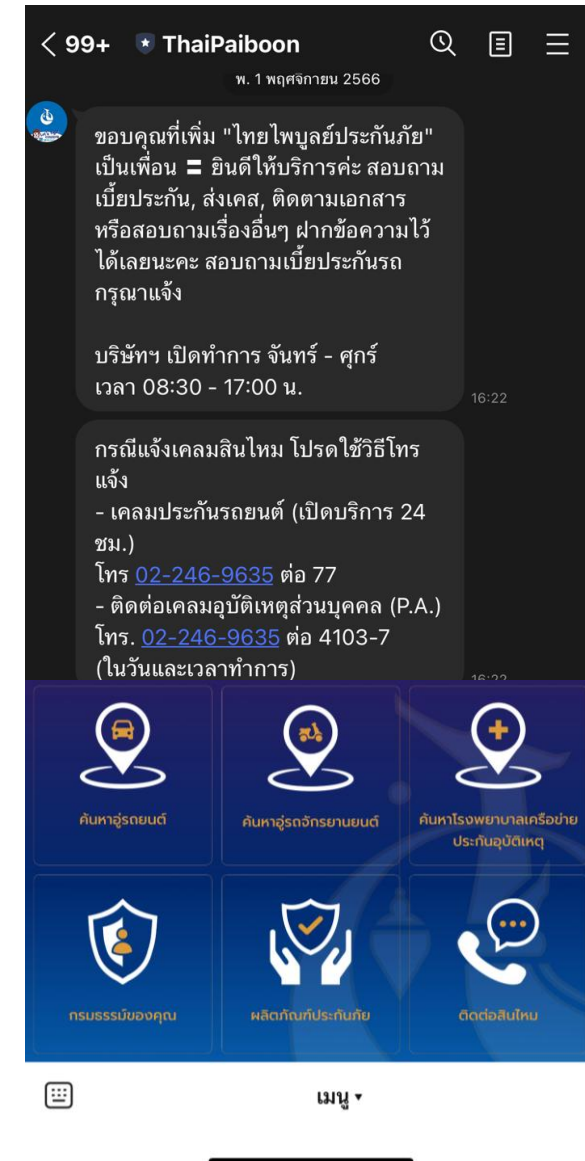 99+ ThaiPaiboon
พ. 1 พฤศจิกายน 2566
ขอบคุณที่เพิ่ม "ไทยไพบูลย์ประกันภัย"
เป็นเพื่อน 〓 ยินดีให้บริการค่ะ สอบถาม
เบี้ยประกัน, ส่งเคส, ติดตามเอกสาร
หรือสอบถามเรื่องอื่นๆ ฝากข้อความไว้
ได้เลยนะคะ สอบถามเบี้ยประกันรถ
กรุณาแจ้ง
บริษัทฯ เปิดทำการ จันทร์ - ศุกร์
เวลา 08:30 - 17:00 น.
16:22
กรณีแจ้งเคลมสินไหม โปรดใช้วิธีโทร
แจ้ง
- เคลมประกันรถยนต์ (เปิดบริการ 24
ชม.)
โทร 02-246-9635 ต่อ 77
- ติดต่อเคลมอุบัติเหตุส่วนบุคคล (P.A.)
โทร. 02-246-9635 ต่อ 4103-7
(ในวันและเวลาทำการ)
16:22
ค้นหาอู่รถยนต์
ค้นหาอู่รถจักรยานยนต์
ค้นหาโรงพยาบาลเครือข่าย
ประกันอุบัติเหตุ
กรมธรรม์ของคุณ
ผลิตภัณฑ์ประกันภัย
ติดต่อสินไหม
เมนู